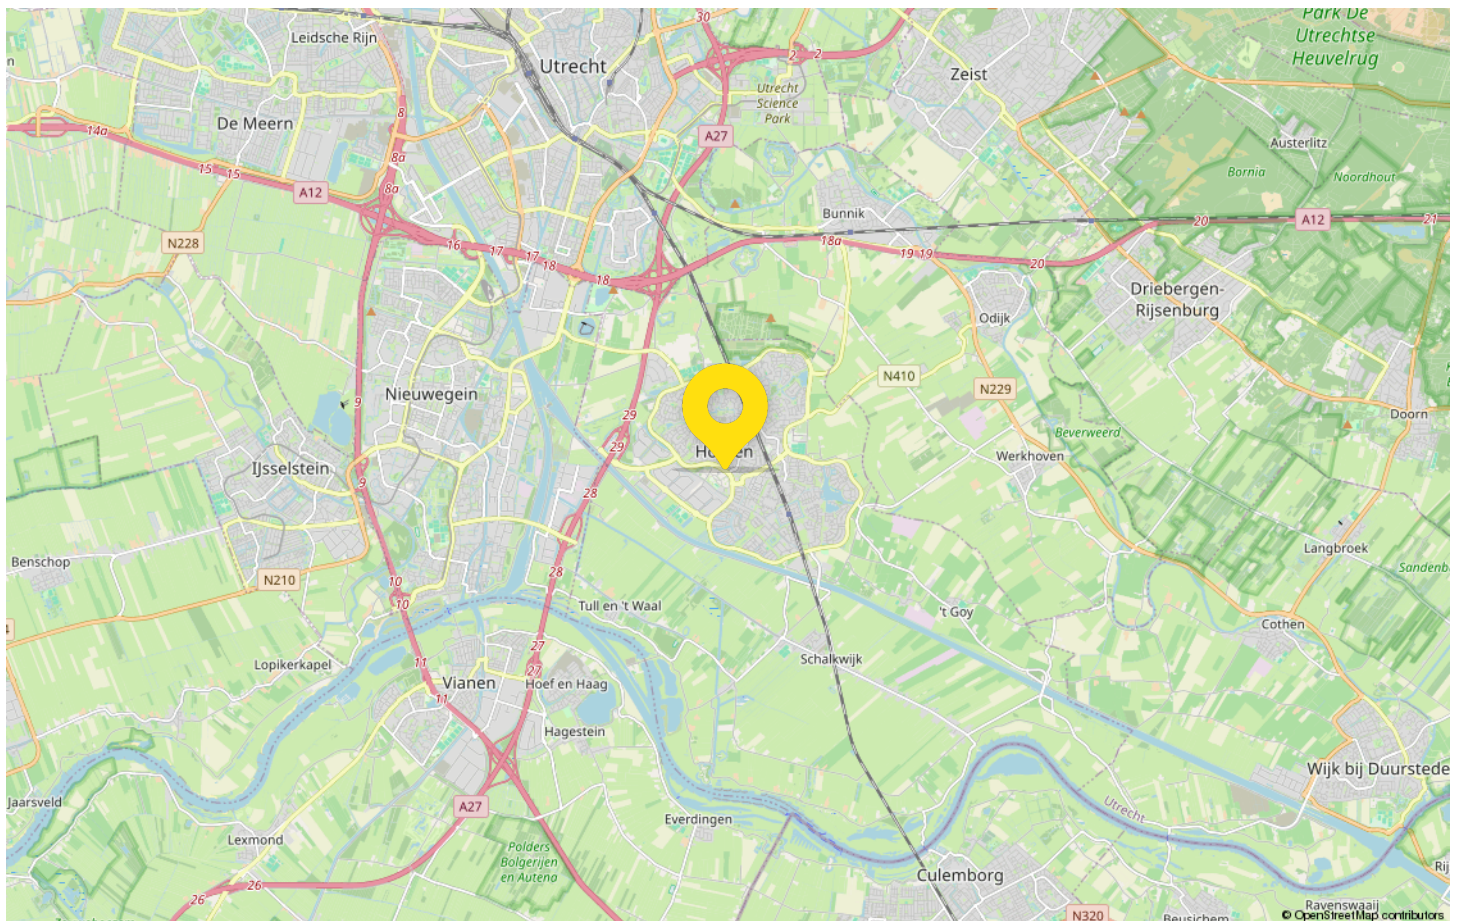 Park De
Utrechtse
Heuvelrug
30
Leidsche Rijn
2
2
Utrecht
Zeist
Utrecht
Science
Park
8
De Meern
14a
A27
Austerlitz
8a
15
15
Bornia
Noordhout
8a
A12
Bunnik
20
A12
21
N228
16
17
17
18
18
18a
19
19
20
Driebergen-
Rijsenburg
Odijk
N410
N229
Nieuwegein
9
29
29
Doorn
Beverweerd
Werkhoven
IJsselstein
9
28
Langbroek
Benschop
N210
10
10
28
Tull en 't Waal
't Goy
Cothen
27
27
11
11
Lopikerkapel
Schalkwijk
Vianen
Hoef en Haag
Hagestein
Wijk bij Duurstede
Jaarsveld
A27
Utrecht
Everdingen
Lexmond
Polders
Bolgerijen
en Autena
26
26
Culemborg
N320
Beusichem
Ravenswaaij
© OpenStreetMap contributors